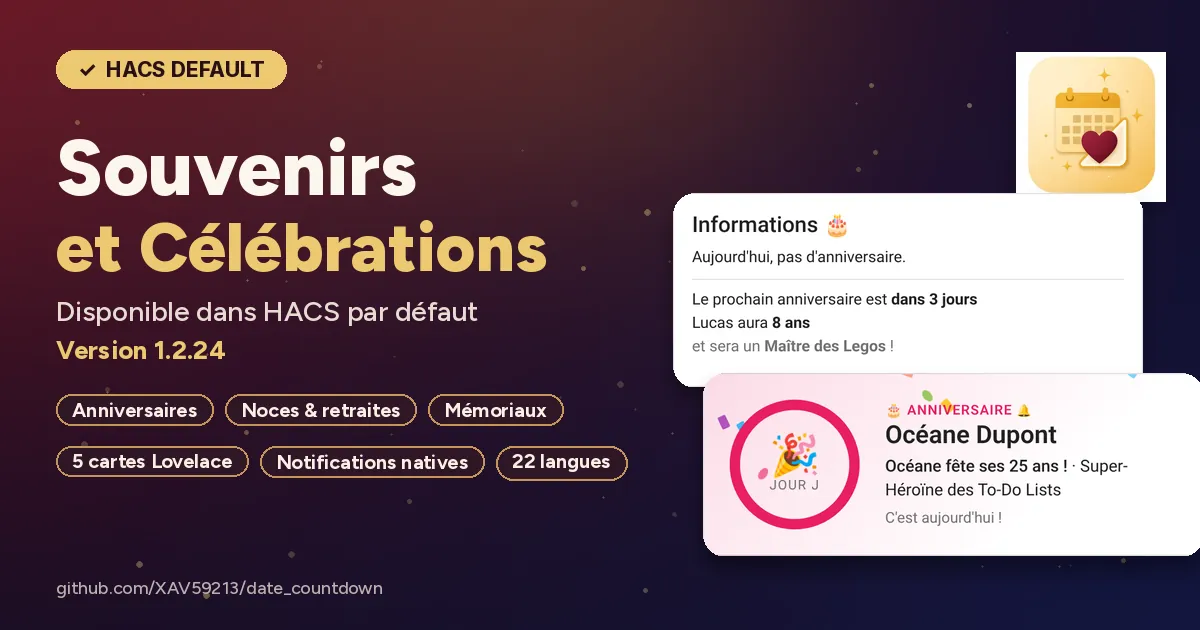 ✓ HACS DEFAULT
Souvenirs
et Célébrations
Disponible dans HACS par défaut
Version 1.2.24
Anniversaires
Noces & retraites
Mémoriaux
5 cartes Lovelace
Notifications natives
22 langues
github.com/XAV59213/date_countdown
Informations 🎂
Aujourd'hui, pas d'anniversaire.
Le prochain anniversaire est dans 3 jours
Lucas aura 8 ans
et sera un Maître des Legos !
🎂 ANNIVERSAIRE 🔔
Océane Dupont
Océane fête ses 25 ans ! · Super-
Héroïne des To-Do Lists
C'est aujourd'hui !
JOUR J